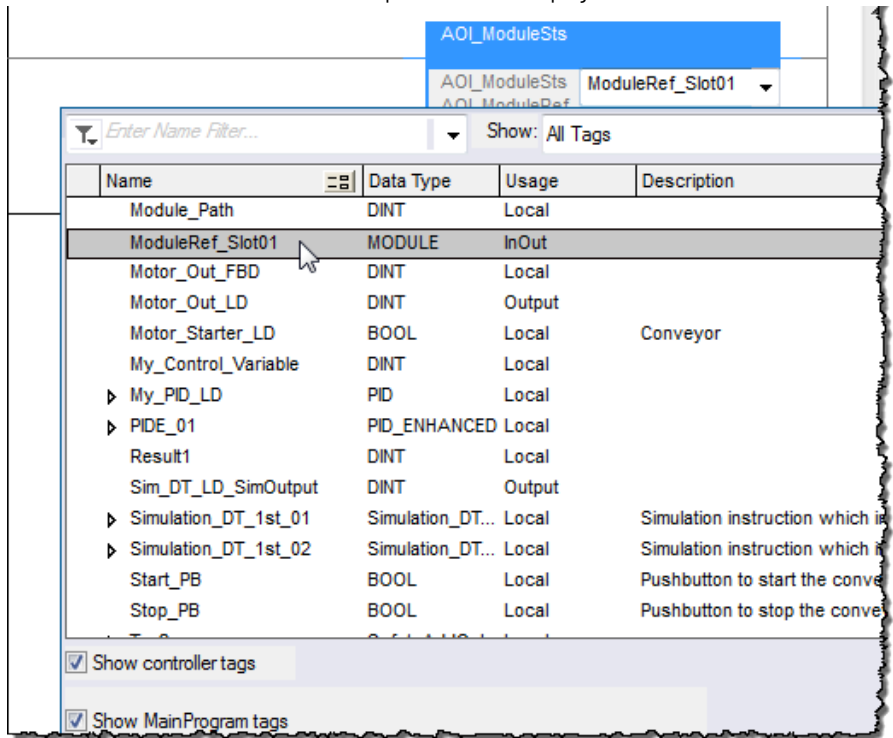 AOI_ModuleSts
AOI_ModuleSts ModuleRef_Slot01
AOI_ModuleRef
Enter Name Filter... Show: All Tags
Name Data Type Usage Description
Module_Path DINT Local
ModuleRef_Slot01 MODULE InOut
Motor_Out_FBD DINT Local
Motor_Out_LD DINT Output
Motor_Starter_LD BOOL Local Conveyor
My_Control_Variable DINT Local
My_PID_LD PID Local
PIDE_01 PID_ENHANCED Local
Result1 DINT Local
Sim_DT_LD_SimOutput DINT Output
Simulation_DT_1st_01 Simulation_DT... Local Simulation instruction which
Simulation_DT_1st_02 Simulation_DT... Local Simulation instruction which
Start_PB BOOL Local Pushbutton to start the conve
Stop_PB BOOL Local Pushbutton to stop the conve
Show controller tags
Show MainProgram tags